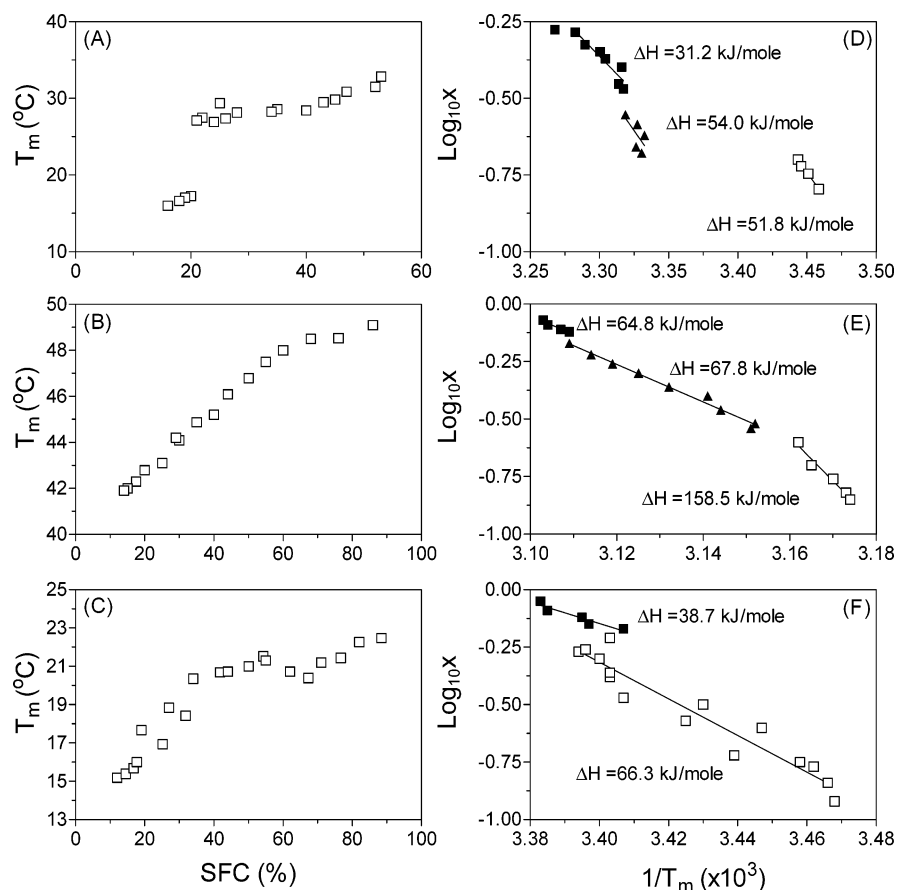 (A)
40
30
20
10
0
20
40
60
Tm (oC)
(D)
-0.25
-0.50
-0.75
-1.00
3.25
3.30
3.35
3.40
3.45
3.50
Log10x
ΔH =31.2 kJ/mole
ΔH =54.0 kJ/mole
ΔH =51.8 kJ/mole
(B)
50
48
46
44
42
40
0
20
40
60
80
100
Tm (oC)
(E)
0.00
-0.25
-0.50
-0.75
-1.00
3.10
3.12
3.14
3.16
3.18
Log10x
ΔH =64.8 kJ/mole
ΔH =67.8 kJ/mole
ΔH =158.5 kJ/mole
(C)
25
23
21
19
17
15
13
0
20
40
60
80
100
Tm (oC)
SFC (%)
(F)
0.00
-0.25
-0.50
-0.75
-1.00
3.38
3.40
3.42
3.44
3.46
3.48
Log10x
ΔH =38.7 kJ/mole
ΔH =66.3 kJ/mole
1/Tm (x103)